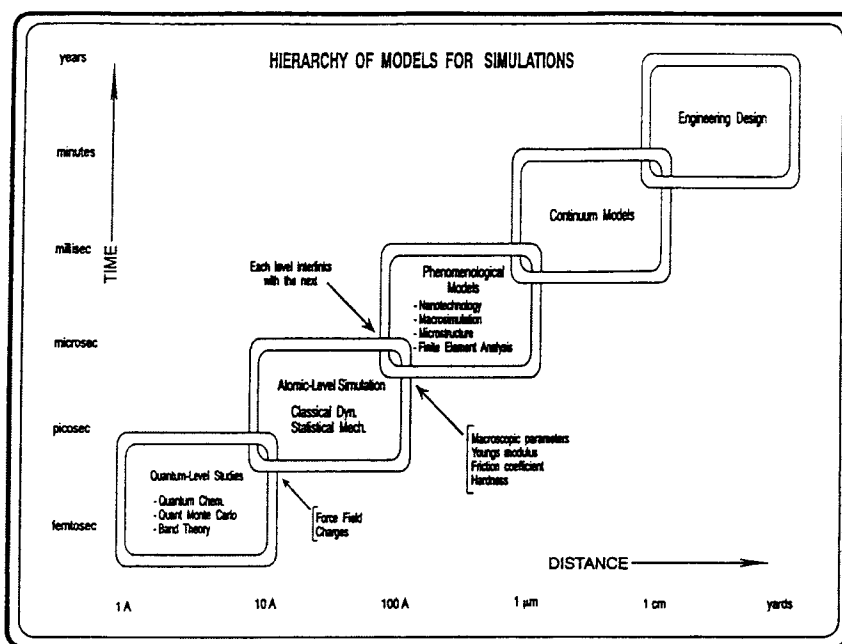 HIERARCHY OF MODELS FOR SIMULATIONS
years
minutes
millisec
microsec
picosec
femtosec
TIME
Engineering Design
Continuum Models
Each level interlinks
with the next
Phenomenological
Models
- Nanotechnology
- Macrosimulation
- Microstructure
- Finite Element Analysis
Atomic-Level Simulation
Classical Dyn.
Statistical Mech.
Macroscopic parameters
Youngs modulus
Friction coefficient
Hardness
Quantum-Level Studies
- Quantum Chem.
- Quant Monte Carlo
- Band Theory
Force Field
Charges
DISTANCE
1 A
10 A
100 A
1 μm
1 cm
yards